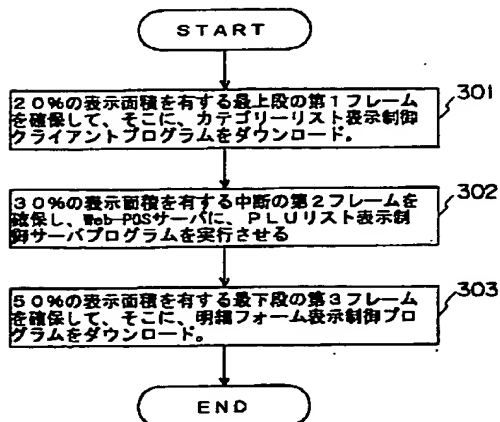 START
20%の表示面積を有する最上段の第1フレーム
を確保して、そこに、カテゴリーリスト表示制御
クライアントプログラムをダウンロード。
301
30%の表示面積を有する中断の第2フレームを
確保し、Web-POSサーバに、PLUリスト表示制
御サーバプログラムを実行させる
302
50%の表示面積を有する最下段の第3フレーム
を確保して、そこに、明細フォーム表示制御プロ
グラムをダウンロード。
303
END